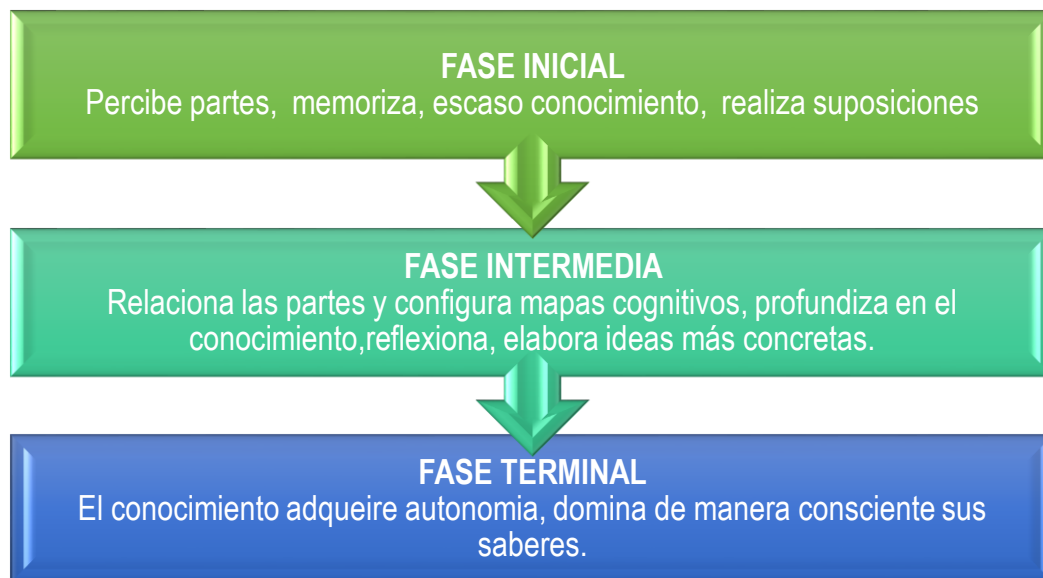 FASE INICIAL
Percibe partes, memoriza, escaso conocimiento, realiza suposiciones
FASE INTERMEDIA
Relaciona las partes y configura mapas cognitivos, profundiza en el
conocimiento,reflexiona, elabora ideas más concretas.
FASE TERMINAL
El conocimiento adqueire autonomia, domina de manera consciente sus
saberes.